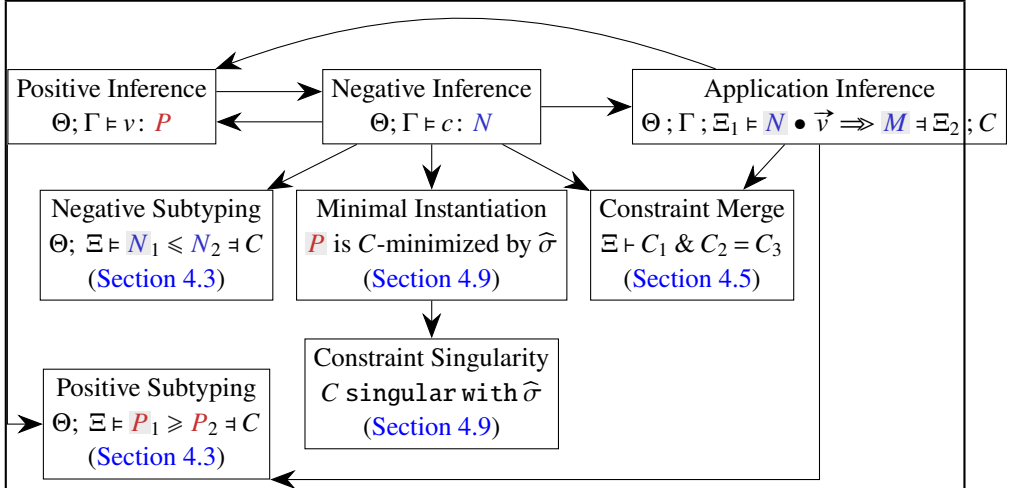 Positive Inference
Θ; Γ ⊨ v: P
Negative Inference
Θ; Γ ⊨ c: N
Application Inference
Θ ; Γ ; Ξ₁ ⊨ N ● v⃗ ⇒⇒ M ⫤ Ξ₂ ; C
Negative Subtyping
Θ; Ξ ⊨ N₁ ⩽ N₂ ⫤ C
(Section 4.3)
Minimal Instantiation
P is C-minimized by σ̂
(Section 4.9)
Constraint Merge
Ξ ⊢ C₁ & C₂ = C₃
(Section 4.5)
Constraint Singularity
C singular with σ̂
(Section 4.9)
Positive Subtyping
Θ; Ξ ⊨ P₁ ⩾ P₂ ⫤ C
(Section 4.3)